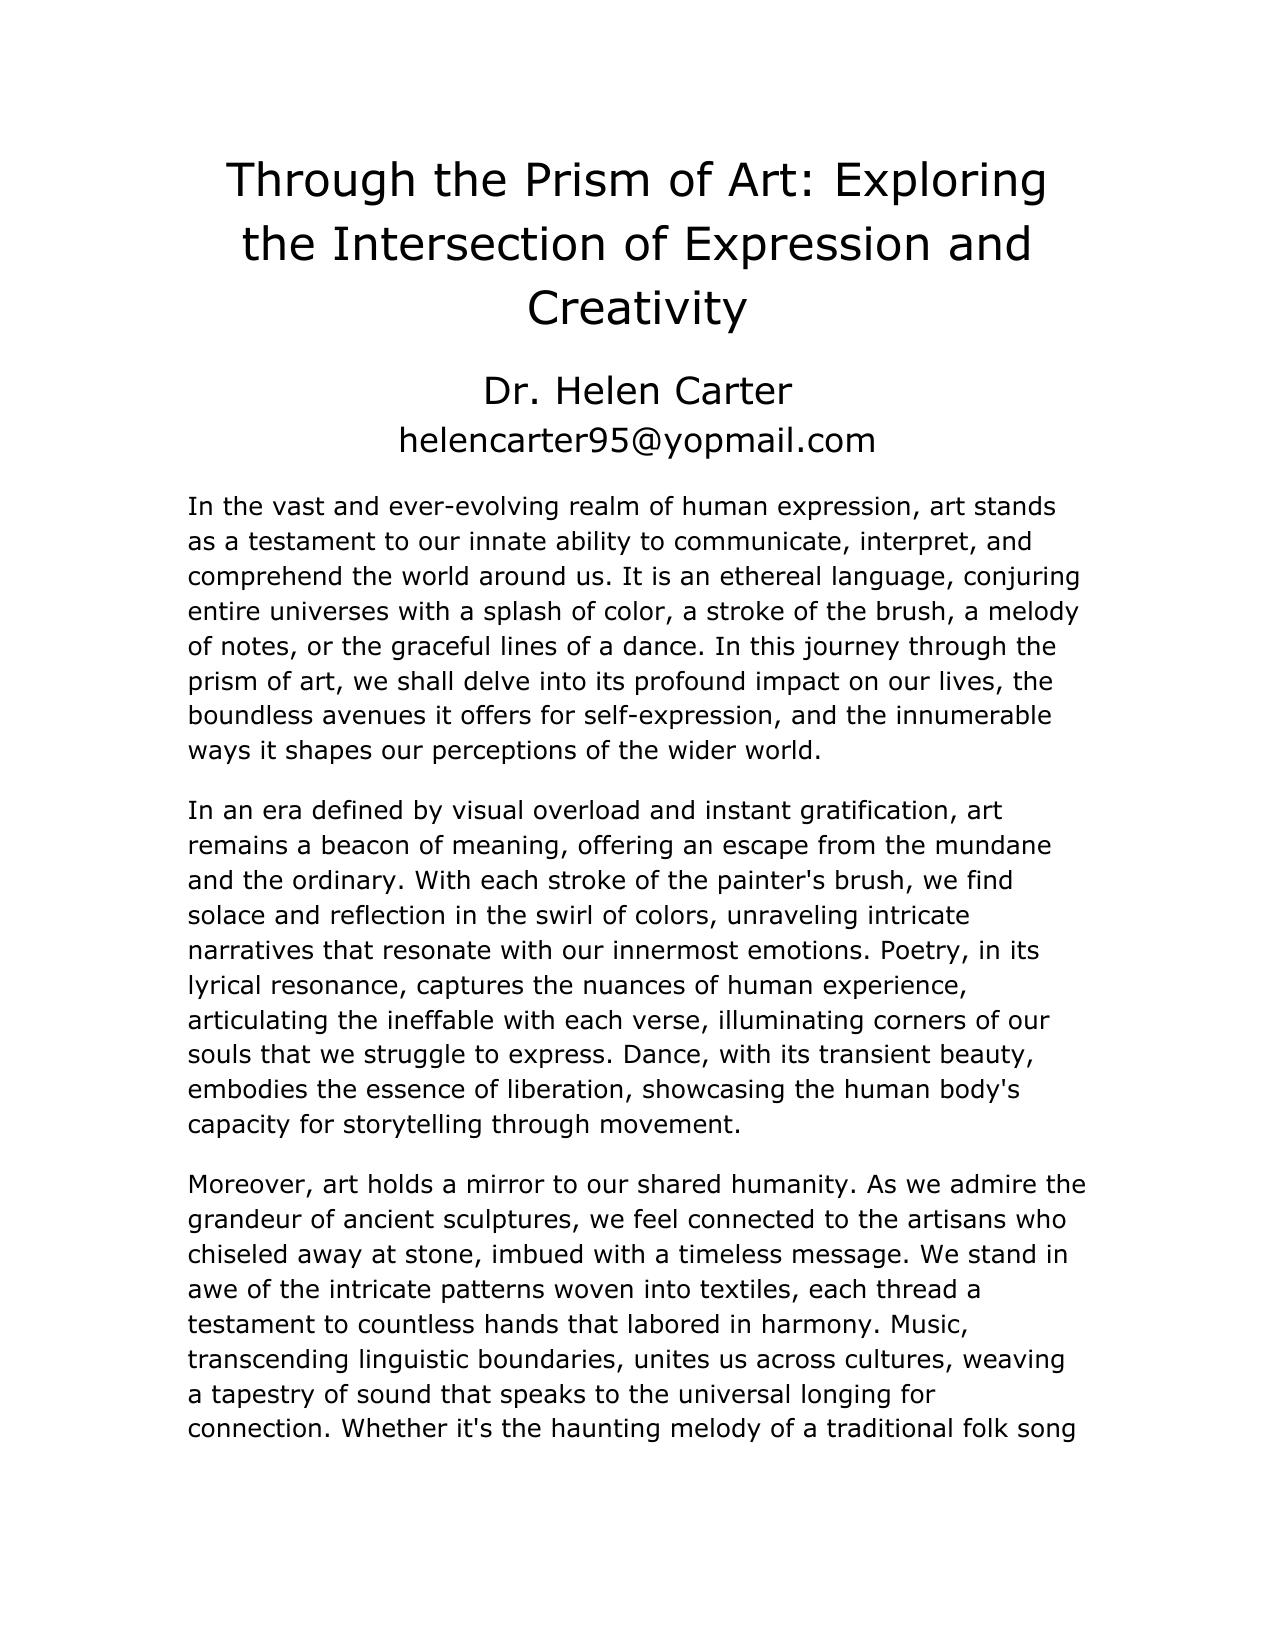 Through the Prism of Art: Exploring
the Intersection of Expression and
Creativity
Dr. Helen Carter
helencarter95@yopmail.com
In the vast and ever-evolving realm of human expression, art stands
as a testament to our innate ability to communicate, interpret, and
comprehend the world around us. It is an ethereal language, conjuring
entire universes with a splash of color, a stroke of the brush, a melody
of notes, or the graceful lines of a dance. In this journey through the
prism of art, we shall delve into its profound impact on our lives, the
boundless avenues it offers for self-expression, and the innumerable
ways it shapes our perceptions of the wider world.
In an era defined by visual overload and instant gratification, art
remains a beacon of meaning, offering an escape from the mundane
and the ordinary. With each stroke of the painter's brush, we find
solace and reflection in the swirl of colors, unraveling intricate
narratives that resonate with our innermost emotions. Poetry, in its
lyrical resonance, captures the nuances of human experience,
articulating the ineffable with each verse, illuminating corners of our
souls that we struggle to express. Dance, with its transient beauty,
embodies the essence of liberation, showcasing the human body's
capacity for storytelling through movement.
Moreover, art holds a mirror to our shared humanity. As we admire the
grandeur of ancient sculptures, we feel connected to the artisans who
chiseled away at stone, imbued with a timeless message. We stand in
awe of the intricate patterns woven into textiles, each thread a
testament to countless hands that labored in harmony. Music,
transcending linguistic boundaries, unites us across cultures, weaving
a tapestry of sound that speaks to the universal longing for
connection. Whether it's the haunting melody of a traditional folk song